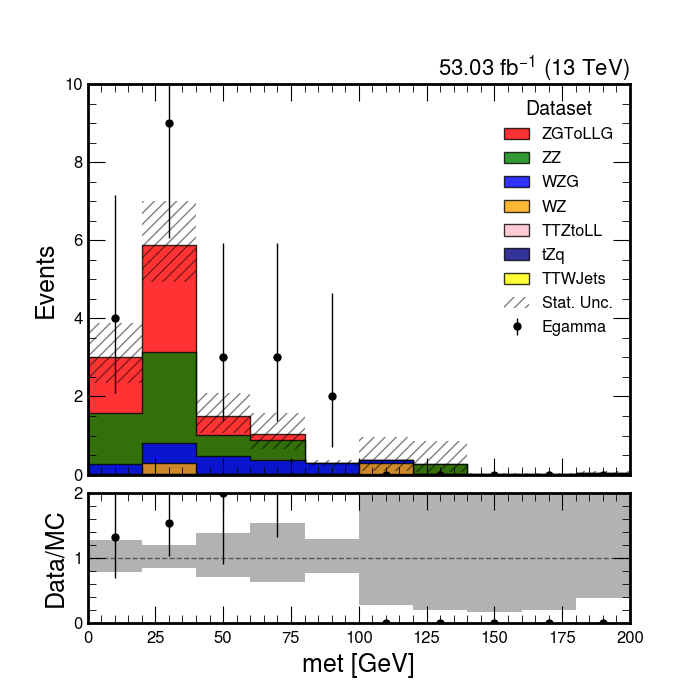 53.03 fb⁻¹ (13 TeV)
10
8
6
4
2
0
Events
Dataset
ZGToLLG
ZZ
WZG
WZ
TTZtoLL
tZq
TTWJets
Stat. Unc.
Egamma
2
1
0
Data/MC
0 25 50 75 100 125 150 175 200
met [GeV]